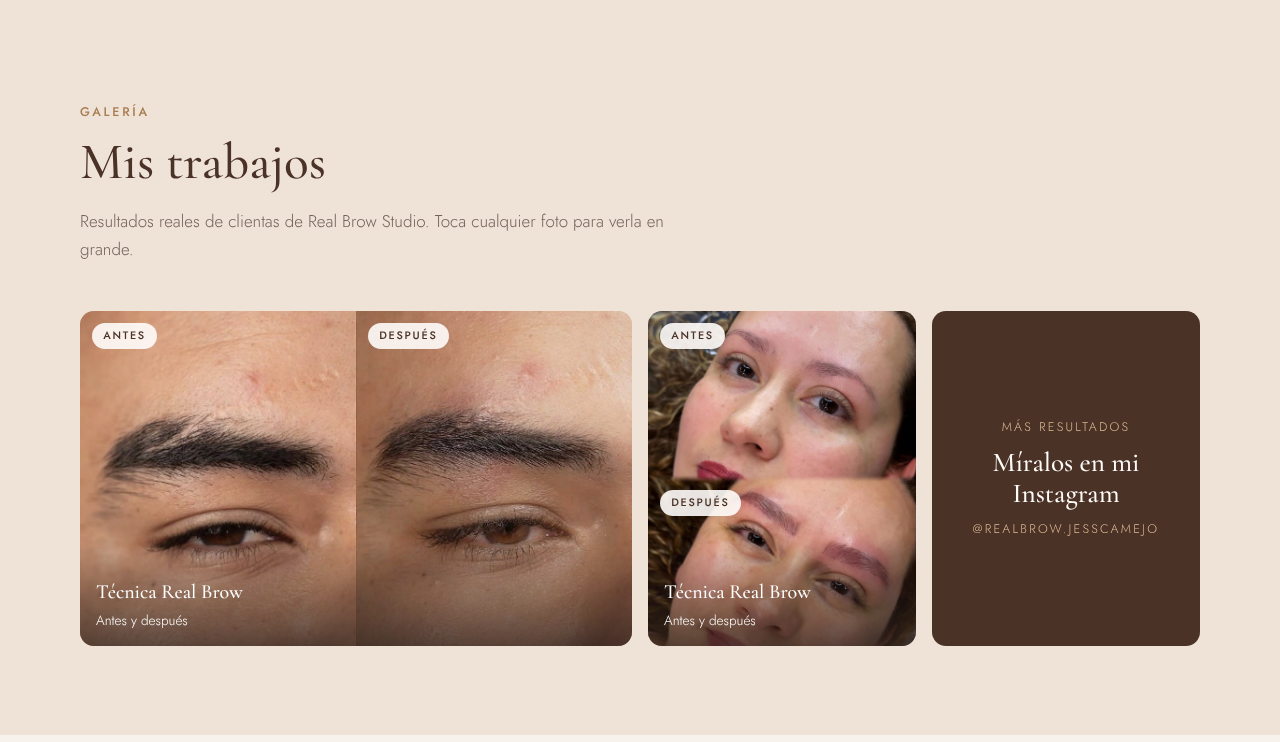 GALERÍA
Mis trabajos
Resultados reales de clientas de Real Brow Studio. Toca cualquier foto para verla en
grande.
ANTES
DESPUÉS
Técnica Real Brow
Antes y después
ANTES
DESPUÉS
Técnica Real Brow
Antes y después
MÁS RESULTADOS
Míralos en mi
Instagram
@REALBROW.JESSCAMEJO